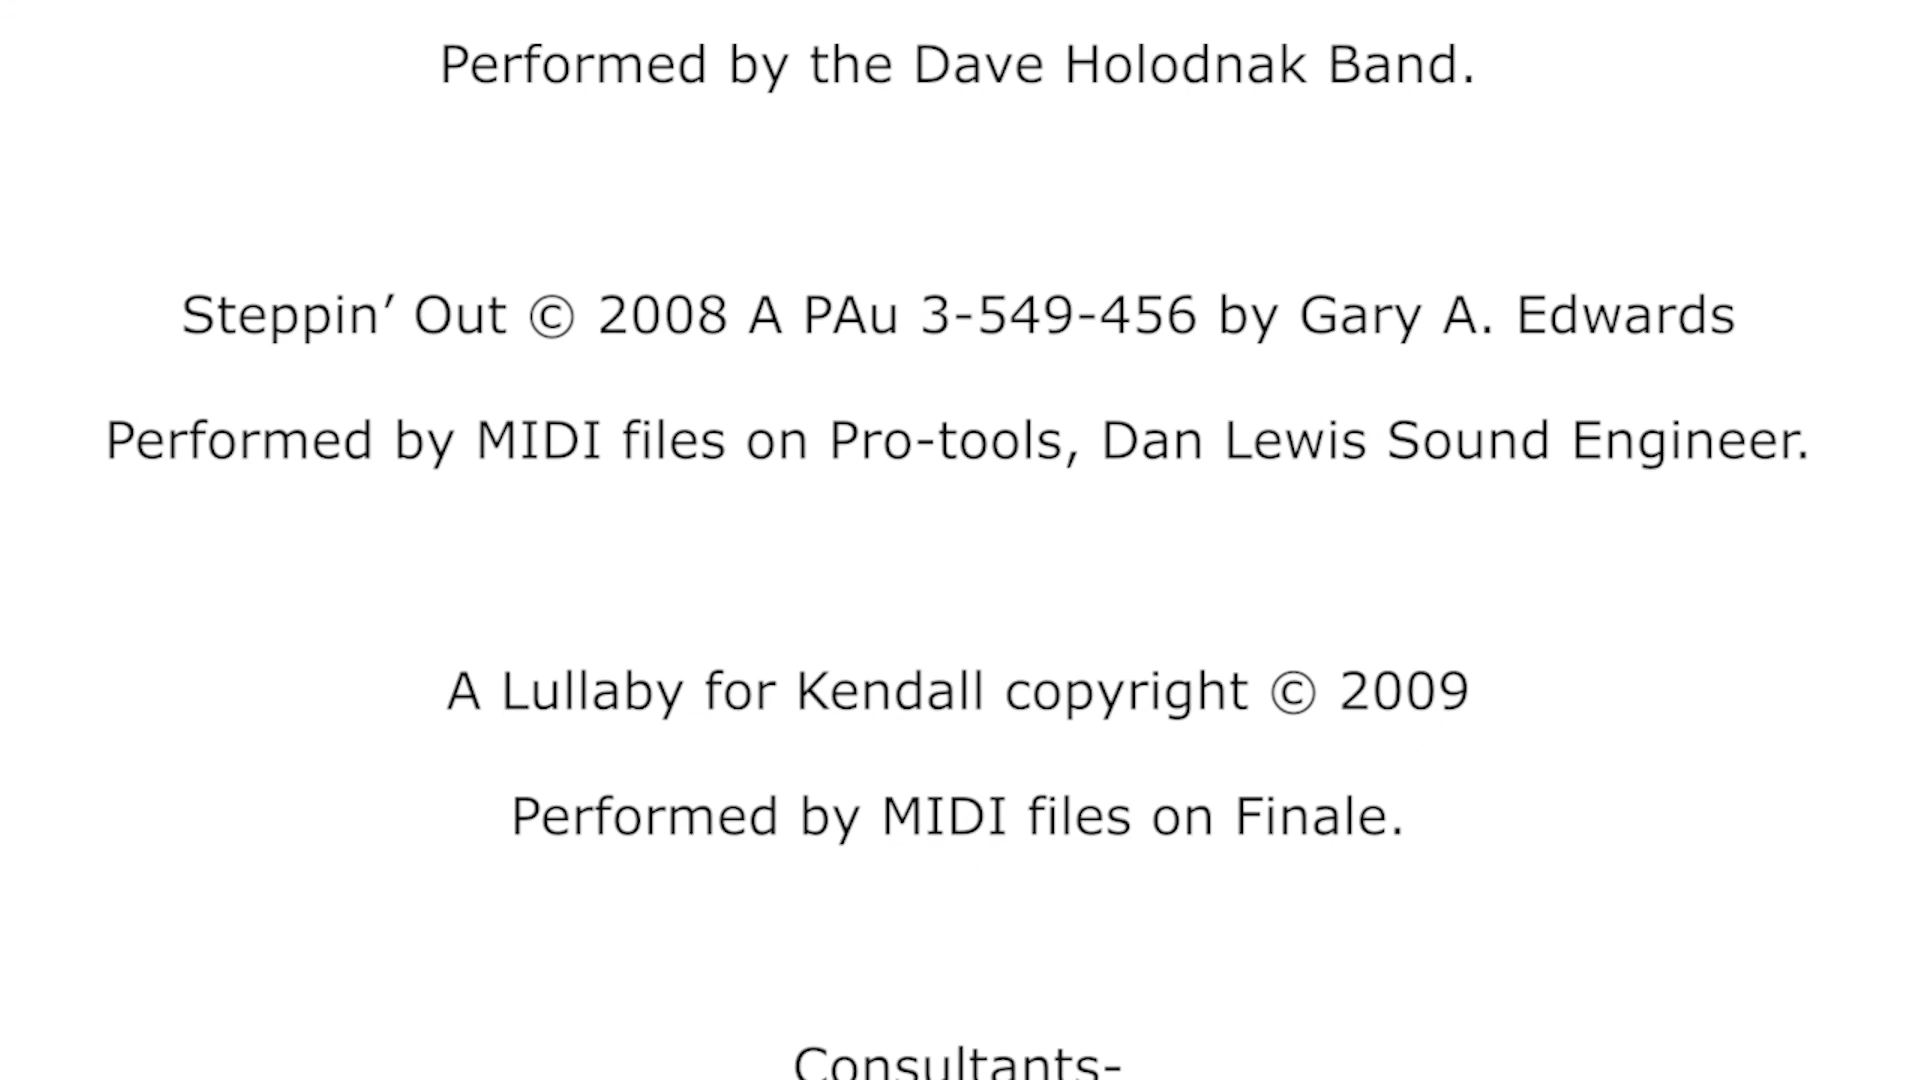 Performed by the Dave Holodnak Band.
Steppin’ Out © 2008 A PAu 3-549-456 by Gary A. Edwards
Performed by MIDI files on Pro-tools, Dan Lewis Sound Engineer.
A Lullaby for Kendall copyright © 2009
Performed by MIDI files on Finale.
Consultants-